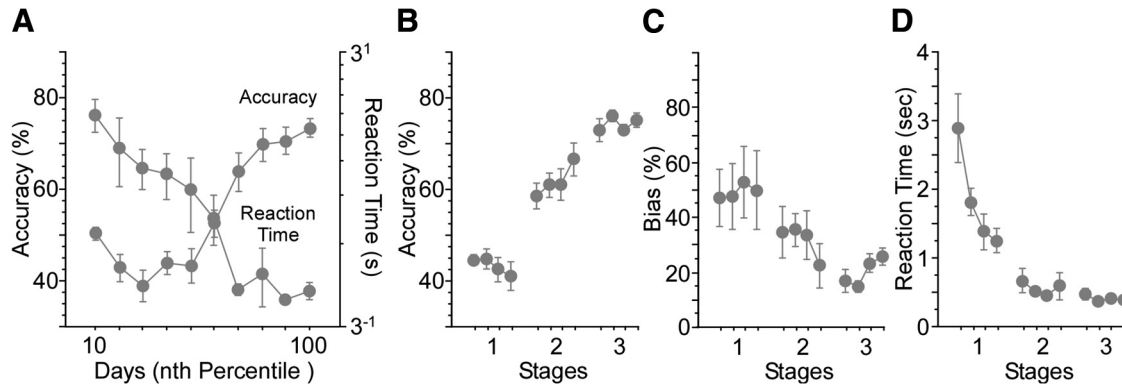 A
Accuracy (%)
80
60
40
Accuracy
Reaction
Time
3¹
Reaction Time (s)
3⁻¹
10
100
Days (nth Percentile )
B
Accuracy (%)
80
60
40
1
2
3
Stages
C
Bias (%)
80
60
40
20
0
1
2
3
Stages
D
Reaction Time (sec)
4
3
2
1
0
1
2
3
Stages